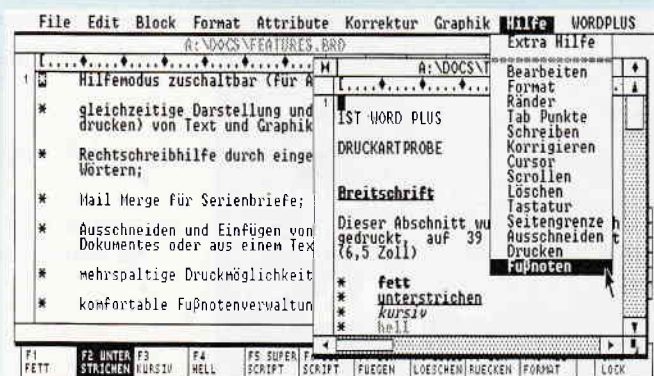 File Edit Block Format Attribute Korrektur Graphik Hilfe WORDPLUS
A:\DOCS\FEATURES.BRD
Hilfemodus zuschaltbar (für A
* gleichzeitige Darstellung und
drucken) von Text und Graphik
* Rechtschreibhilfe durch einge
Wörtern;
* Mail Merge für Serienbriefe;
* Ausschneiden und Einfügen von
Dokumentes oder aus einem Tex
* mehrspaltige Druckmöglichkeit
* komfortable Fußnotenverwaltun
A:\DOCS\T
1ST WORD PLUS
DRUCKARTPROBE
Breitschrift
Dieser Abschnitt wu
gedruckt, auf 39
(6,5 Zoll)
* fett
* unterstrichen
* kursiv
* hell
Extra Hilfe
Bearbeiten
Format
Ränder
Tab Punkte
Schreiben
Korrigieren
Cursor
Scrollen
Löschen
Tastatur
Seitengrenze
Ausschneiden
Drucken
Fußnoten
F1 FETT
F2 UNTER STRICHEN
F3 KURSIV
F4 HELL
F5 SUPER SCRIPT
SCRIPT
FUEGEN
LOESCHEN
RUECKEN
FORMAT
LOCK